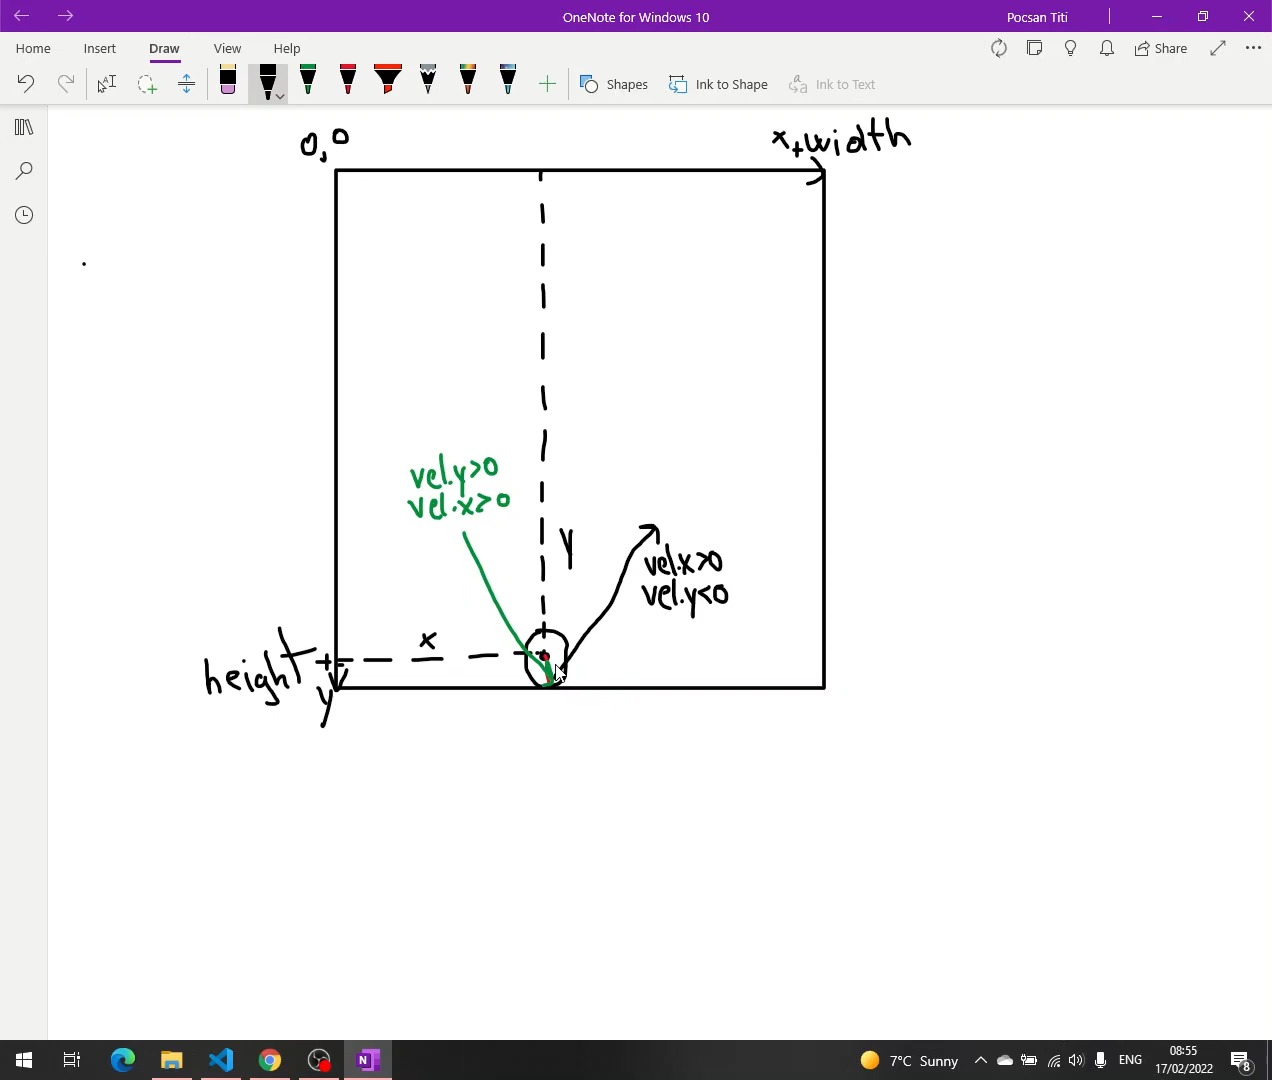 OneNote for Windows 10
Pocsan Titi
Home
Insert
Draw
View
Help
Share
Shapes
Ink to Shape
Ink to Text
0,0
x+width
vel.y>0
vel.x>0
y
vel.x>0
vel.y<0
x
height +
y
7°C Sunny
ENG
08:55
17/02/2022
8